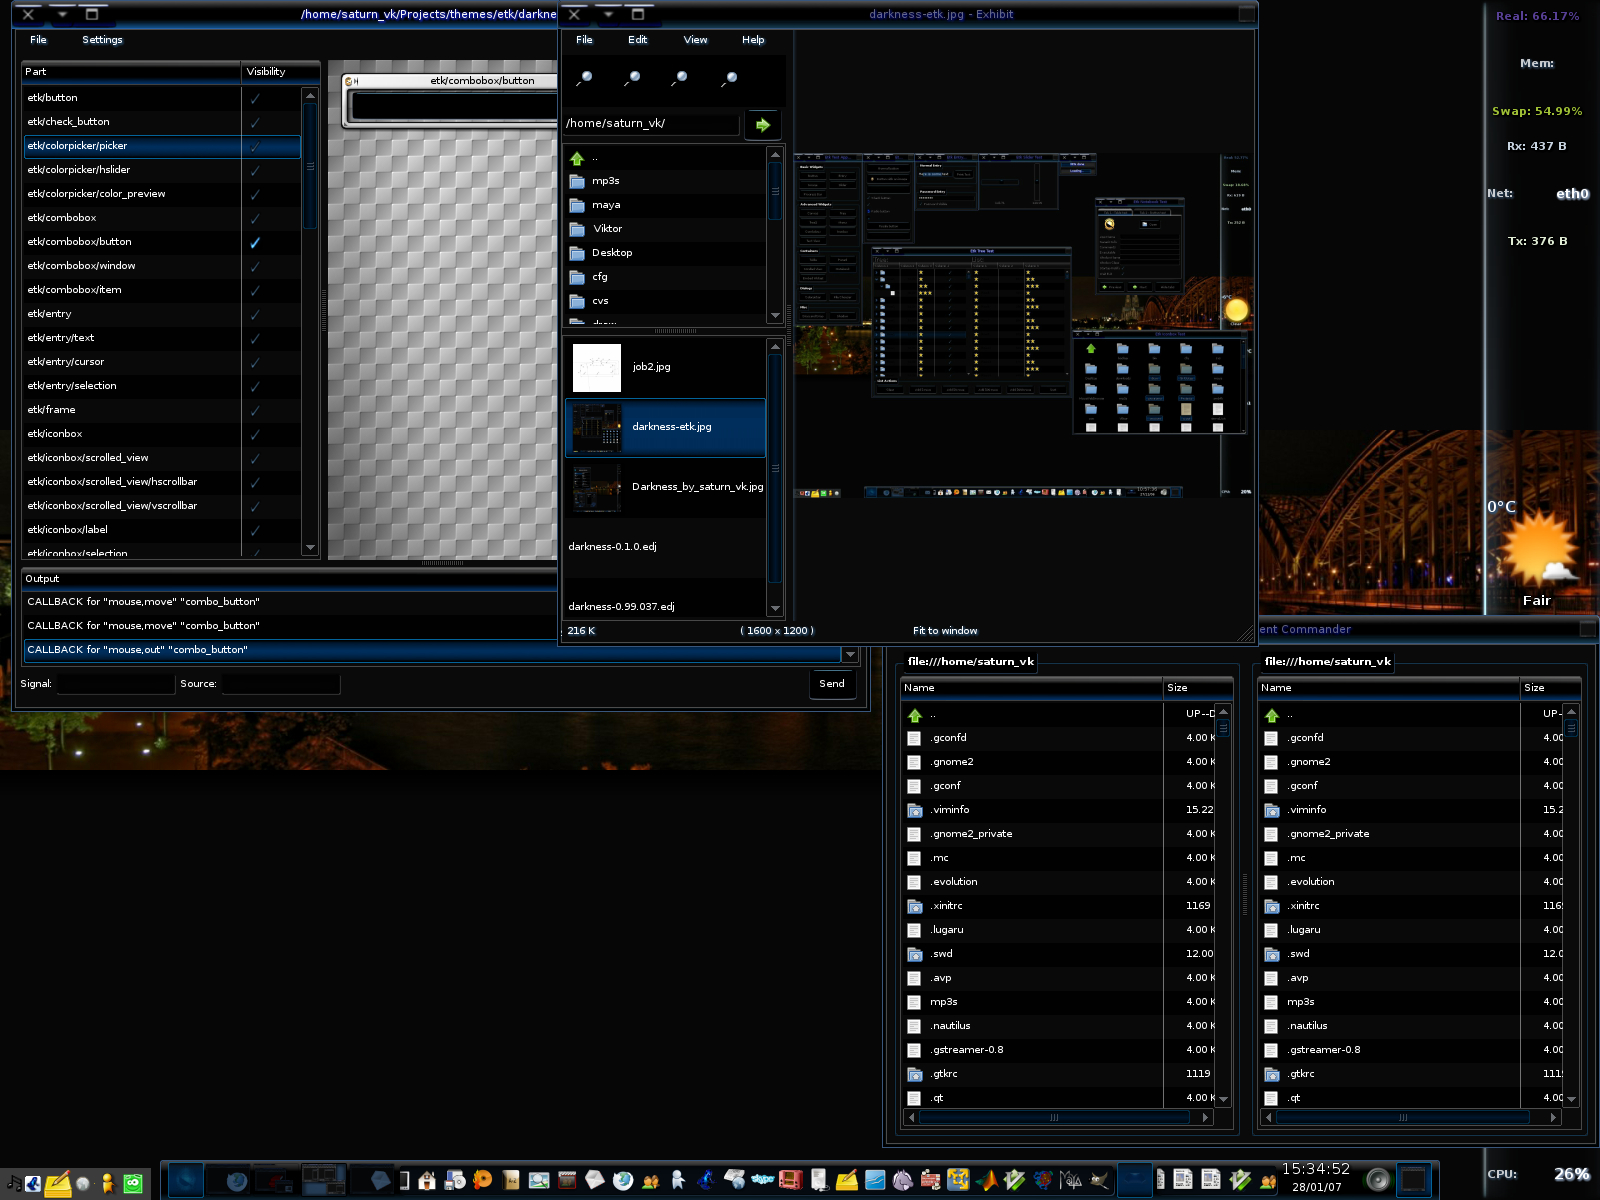 /home/saturn_vk/Projects/themes/etk/darkne
File
Settings
Part
Visibility
etk/button
etk/check_button
etk/colorpicker/picker
etk/colorpicker/hslider
etk/colorpicker/color_preview
etk/combobox
etk/combobox/button
etk/combobox/window
etk/combobox/item
etk/entry
etk/entry/text
etk/entry/cursor
etk/entry/selection
etk/frame
etk/iconbox
etk/iconbox/scrolled_view
etk/iconbox/scrolled_view/hscrollbar
etk/iconbox/scrolled_view/vscrollbar
etk/iconbox/label
etk/iconbox/selection
etk/combobox/button
Output
CALLBACK for "mouse,move" "combo_button"
CALLBACK for "mouse,move" "combo_button"
CALLBACK for "mouse,out" "combo_button"
Signal:
Source:
Send
darkness-etk.jpg - Exhibit
File
Edit
View
Help
/home/saturn_vk/
..
mp3s
maya
Viktor
Desktop
cfg
cvs
job2.jpg
darkness-etk.jpg
Darkness_by_saturn_vk.jpg
darkness-0.1.0.edj
darkness-0.99.037.edj
216 K
( 1600 x 1200 )
Fit to window
Real: 66.17%
Mem:
Swap: 54.99%
Rx: 437 B
Net:
eth0
Tx: 376 B
0°C
Fair
ent Commander
file:///home/saturn_vk
Name
Size
..
UP--D
.gconfd
4.00 K
.gnome2
4.00 K
.gconf
4.00 K
.viminfo
15.22
.gnome2_private
4.00 K
.mc
4.00 K
.evolution
4.00 K
.xinitrc
1169
.lugaru
4.00 K
.swd
12.00
.avp
4.00 K
mp3s
4.00 K
.nautilus
4.00 K
.gstreamer-0.8
4.00 K
.gtkrc
1119
.qt
4.00 K
file:///home/saturn_vk
Name
Size
..
UP-
.gconfd
4.00
.gnome2
4.00
.gconf
4.00
.viminfo
15.2
.gnome2_private
4.00
.mc
4.00
.evolution
4.00
.xinitrc
116
.lugaru
4.00
.swd
12.0
.avp
4.00
mp3s
4.00
.nautilus
4.00
.gstreamer-0.8
4.00
.gtkrc
111
.qt
4.00
15:34:52
28/01/07
CPU:
26%